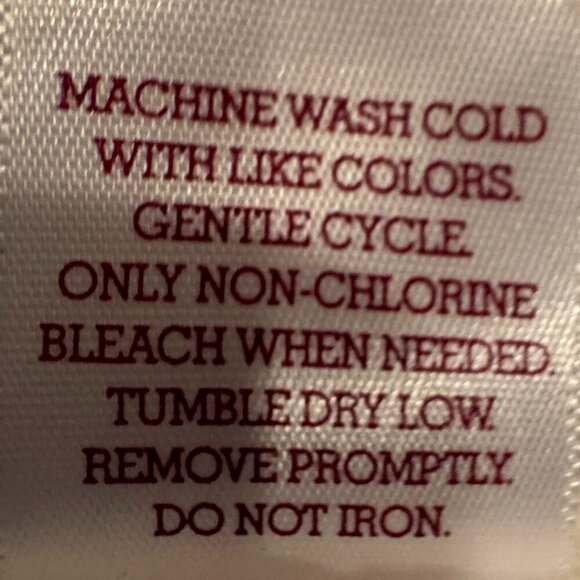 MACHINE WASH COLD
WITH LIKE COLORS.
GENTLE CYCLE.
ONLY NON-CHLORINE
BLEACH WHEN NEEDED.
TUMBLE DRY LOW.
REMOVE PROMPTLY.
DO NOT IRON.